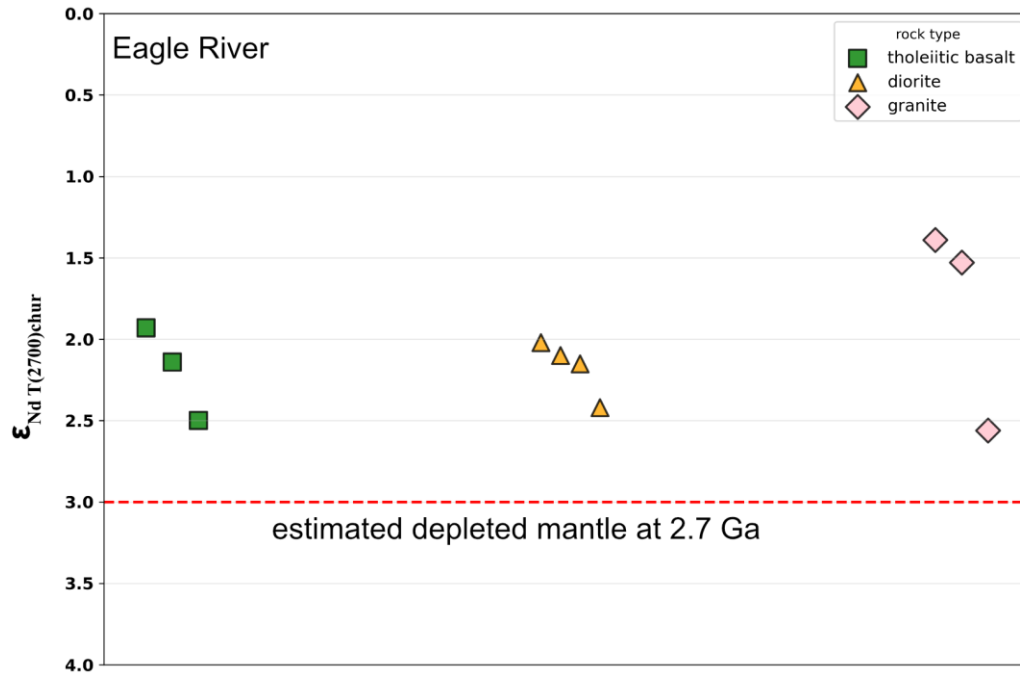 0.0
Eagle River
rock type
tholeiitic basalt
diorite
granite
0.5
1.0
1.5
2.0
2.5
3.0
estimated depleted mantle at 2.7 Ga
3.5
4.0
εNd T(2700)chur